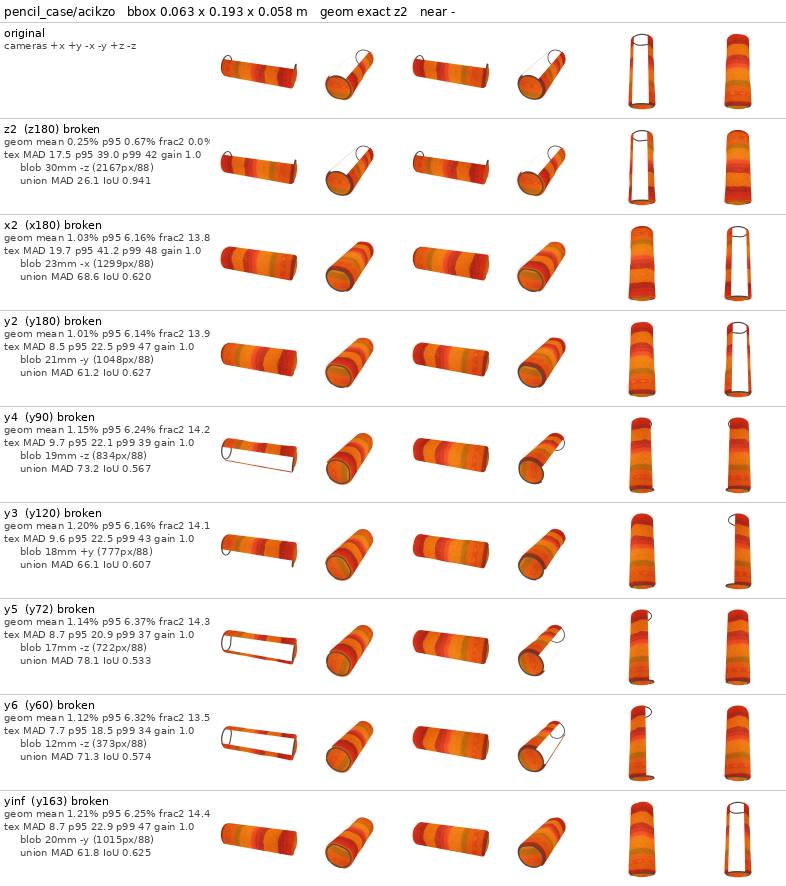 pencil_case/acikzo   bbox 0.063 x 0.193 x 0.058 m   geom exact z2   near -
original
cameras +x +y -x -y +z -z
z2  (z180) broken
geom mean 0.25% p95 0.67% frac2 0.0%
tex MAD 17.5 p95 39.0 p99 42 gain 1.0
blob 30mm -z (2167px/88)
union MAD 26.1 IoU 0.941
x2  (x180) broken
geom mean 1.03% p95 6.16% frac2 13.8
tex MAD 19.7 p95 41.2 p99 48 gain 1.0
blob 23mm -x (1299px/88)
union MAD 68.6 IoU 0.620
y2  (y180) broken
geom mean 1.01% p95 6.14% frac2 13.9
tex MAD 8.5 p95 22.5 p99 47 gain 1.0
blob 21mm -y (1048px/88)
union MAD 61.2 IoU 0.627
y4  (y90) broken
geom mean 1.15% p95 6.24% frac2 14.2
tex MAD 9.7 p95 22.1 p99 39 gain 1.0
blob 19mm -z (834px/88)
union MAD 73.2 IoU 0.567
y3  (y120) broken
geom mean 1.20% p95 6.16% frac2 14.1
tex MAD 9.6 p95 22.5 p99 43 gain 1.0
blob 18mm +y (777px/88)
union MAD 66.1 IoU 0.607
y5  (y72) broken
geom mean 1.14% p95 6.37% frac2 14.3
tex MAD 8.7 p95 20.9 p99 37 gain 1.0
blob 17mm -z (722px/88)
union MAD 78.1 IoU 0.533
y6  (y60) broken
geom mean 1.12% p95 6.32% frac2 13.5
tex MAD 7.7 p95 18.5 p99 34 gain 1.0
blob 12mm -z (373px/88)
union MAD 71.3 IoU 0.574
yinf  (y163) broken
geom mean 1.21% p95 6.25% frac2 14.4
tex MAD 8.7 p95 22.9 p99 47 gain 1.0
blob 20mm -y (1015px/88)
union MAD 61.8 IoU 0.625